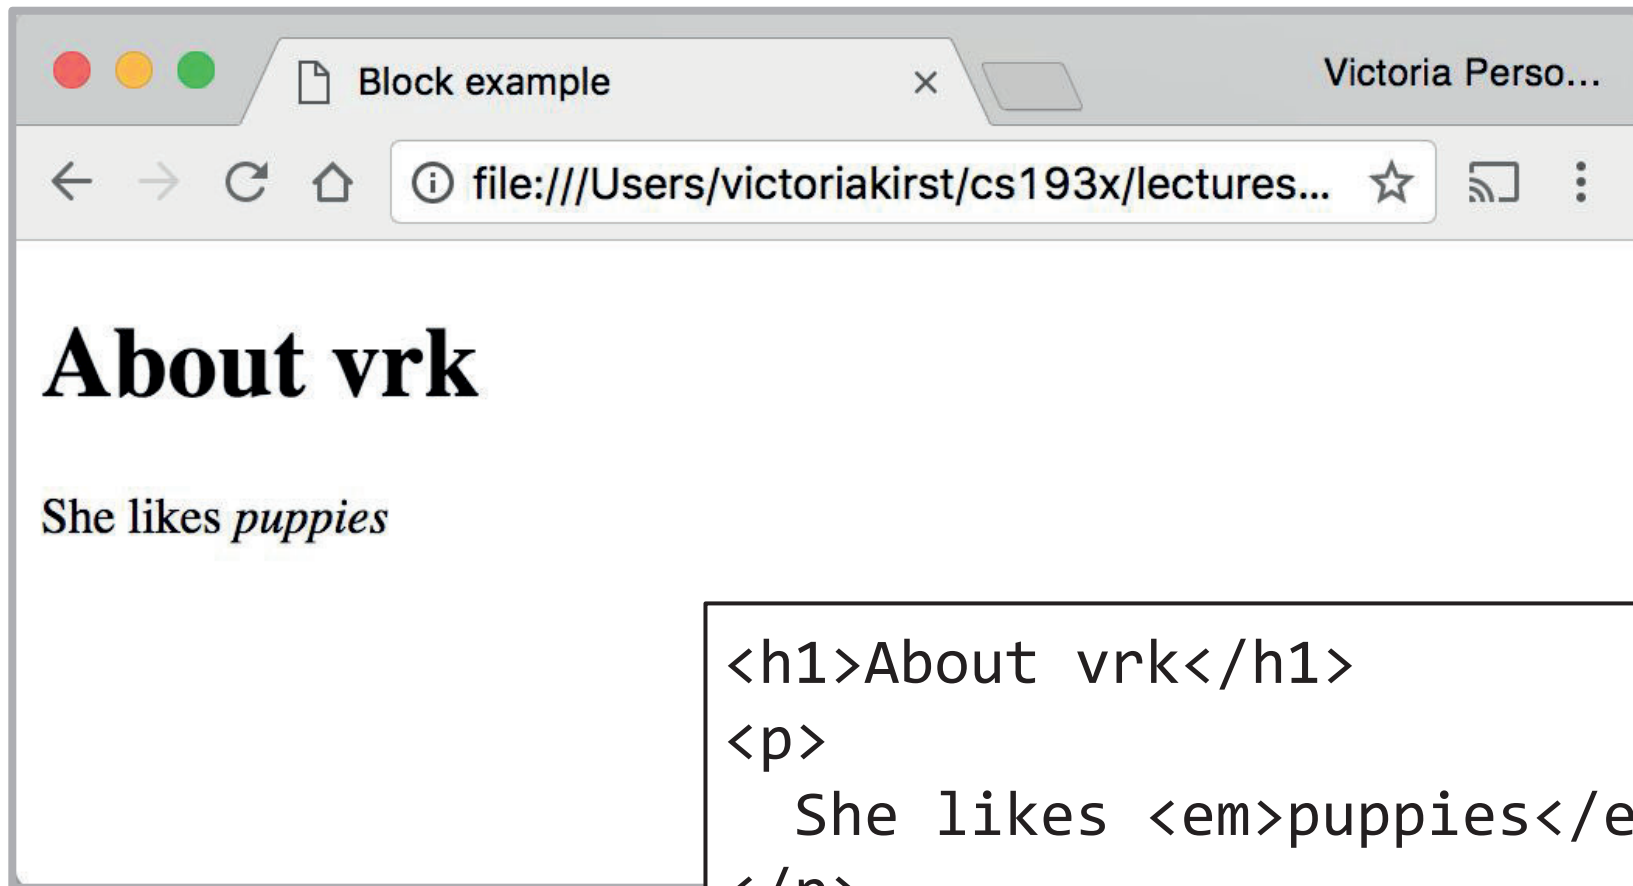 Block example
Victoria Perso...
file:///Users/victoriakirst/cs193x/lectures...
About vrk
She likes puppies
<h1>About vrk</h1>
<p>
She likes <em>puppies</e
</p>